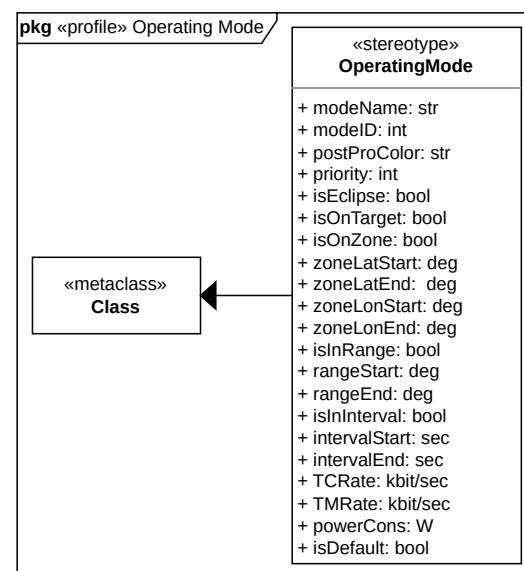 pkg «profile» Operating Mode
«stereotype»
OperatingMode
+ modeName: str
+ modeID: int
+ postProColor: str
+ priority: int
+ isEclipse: bool
+ isOnTarget: bool
+ isOnZone: bool
+ zoneLatStart: deg
+ zoneLatEnd:  deg
+ zoneLonStart: deg
+ zoneLonEnd: deg
+ isInRange: bool
+ rangeStart: deg
+ rangeEnd: deg
+ isInInterval: bool
+ intervalStart: sec
+ intervalEnd: sec
+ TCRate: kbit/sec
+ TMRate: kbit/sec
+ powerCons: W
+ isDefault: bool
«metaclass»
Class